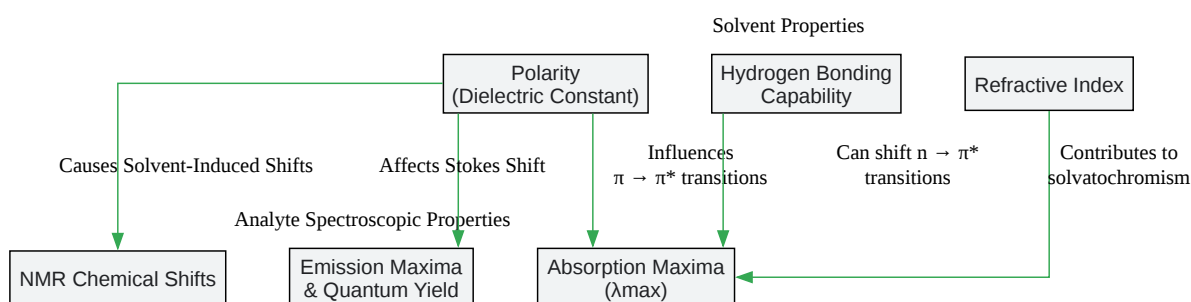 Solvent Properties
Polarity
(Dielectric Constant)
Hydrogen Bonding
Capability
Refractive Index
Causes Solvent-Induced Shifts
Affects Stokes Shift
Influences
π → π* transitions
Can shift n → π*
transitions
Contributes to
solvatochromism
Analyte Spectroscopic Properties
NMR Chemical Shifts
Emission Maxima
& Quantum Yield
Absorption Maxima
(λmax)